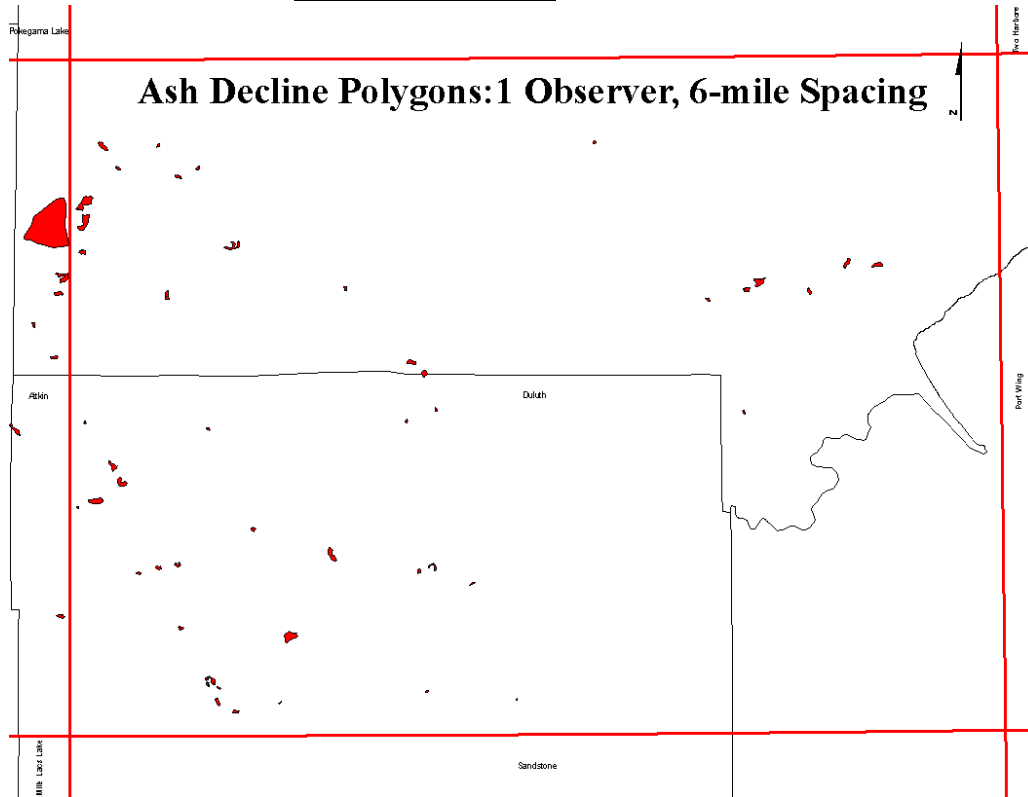 Pokegama Lake
Two Harbors
Ash Decline Polygons:1 Observer, 6-mile Spacing
N
Aitkin
Duluth
Port Wing
Mille Lacs Lake
Sandstone